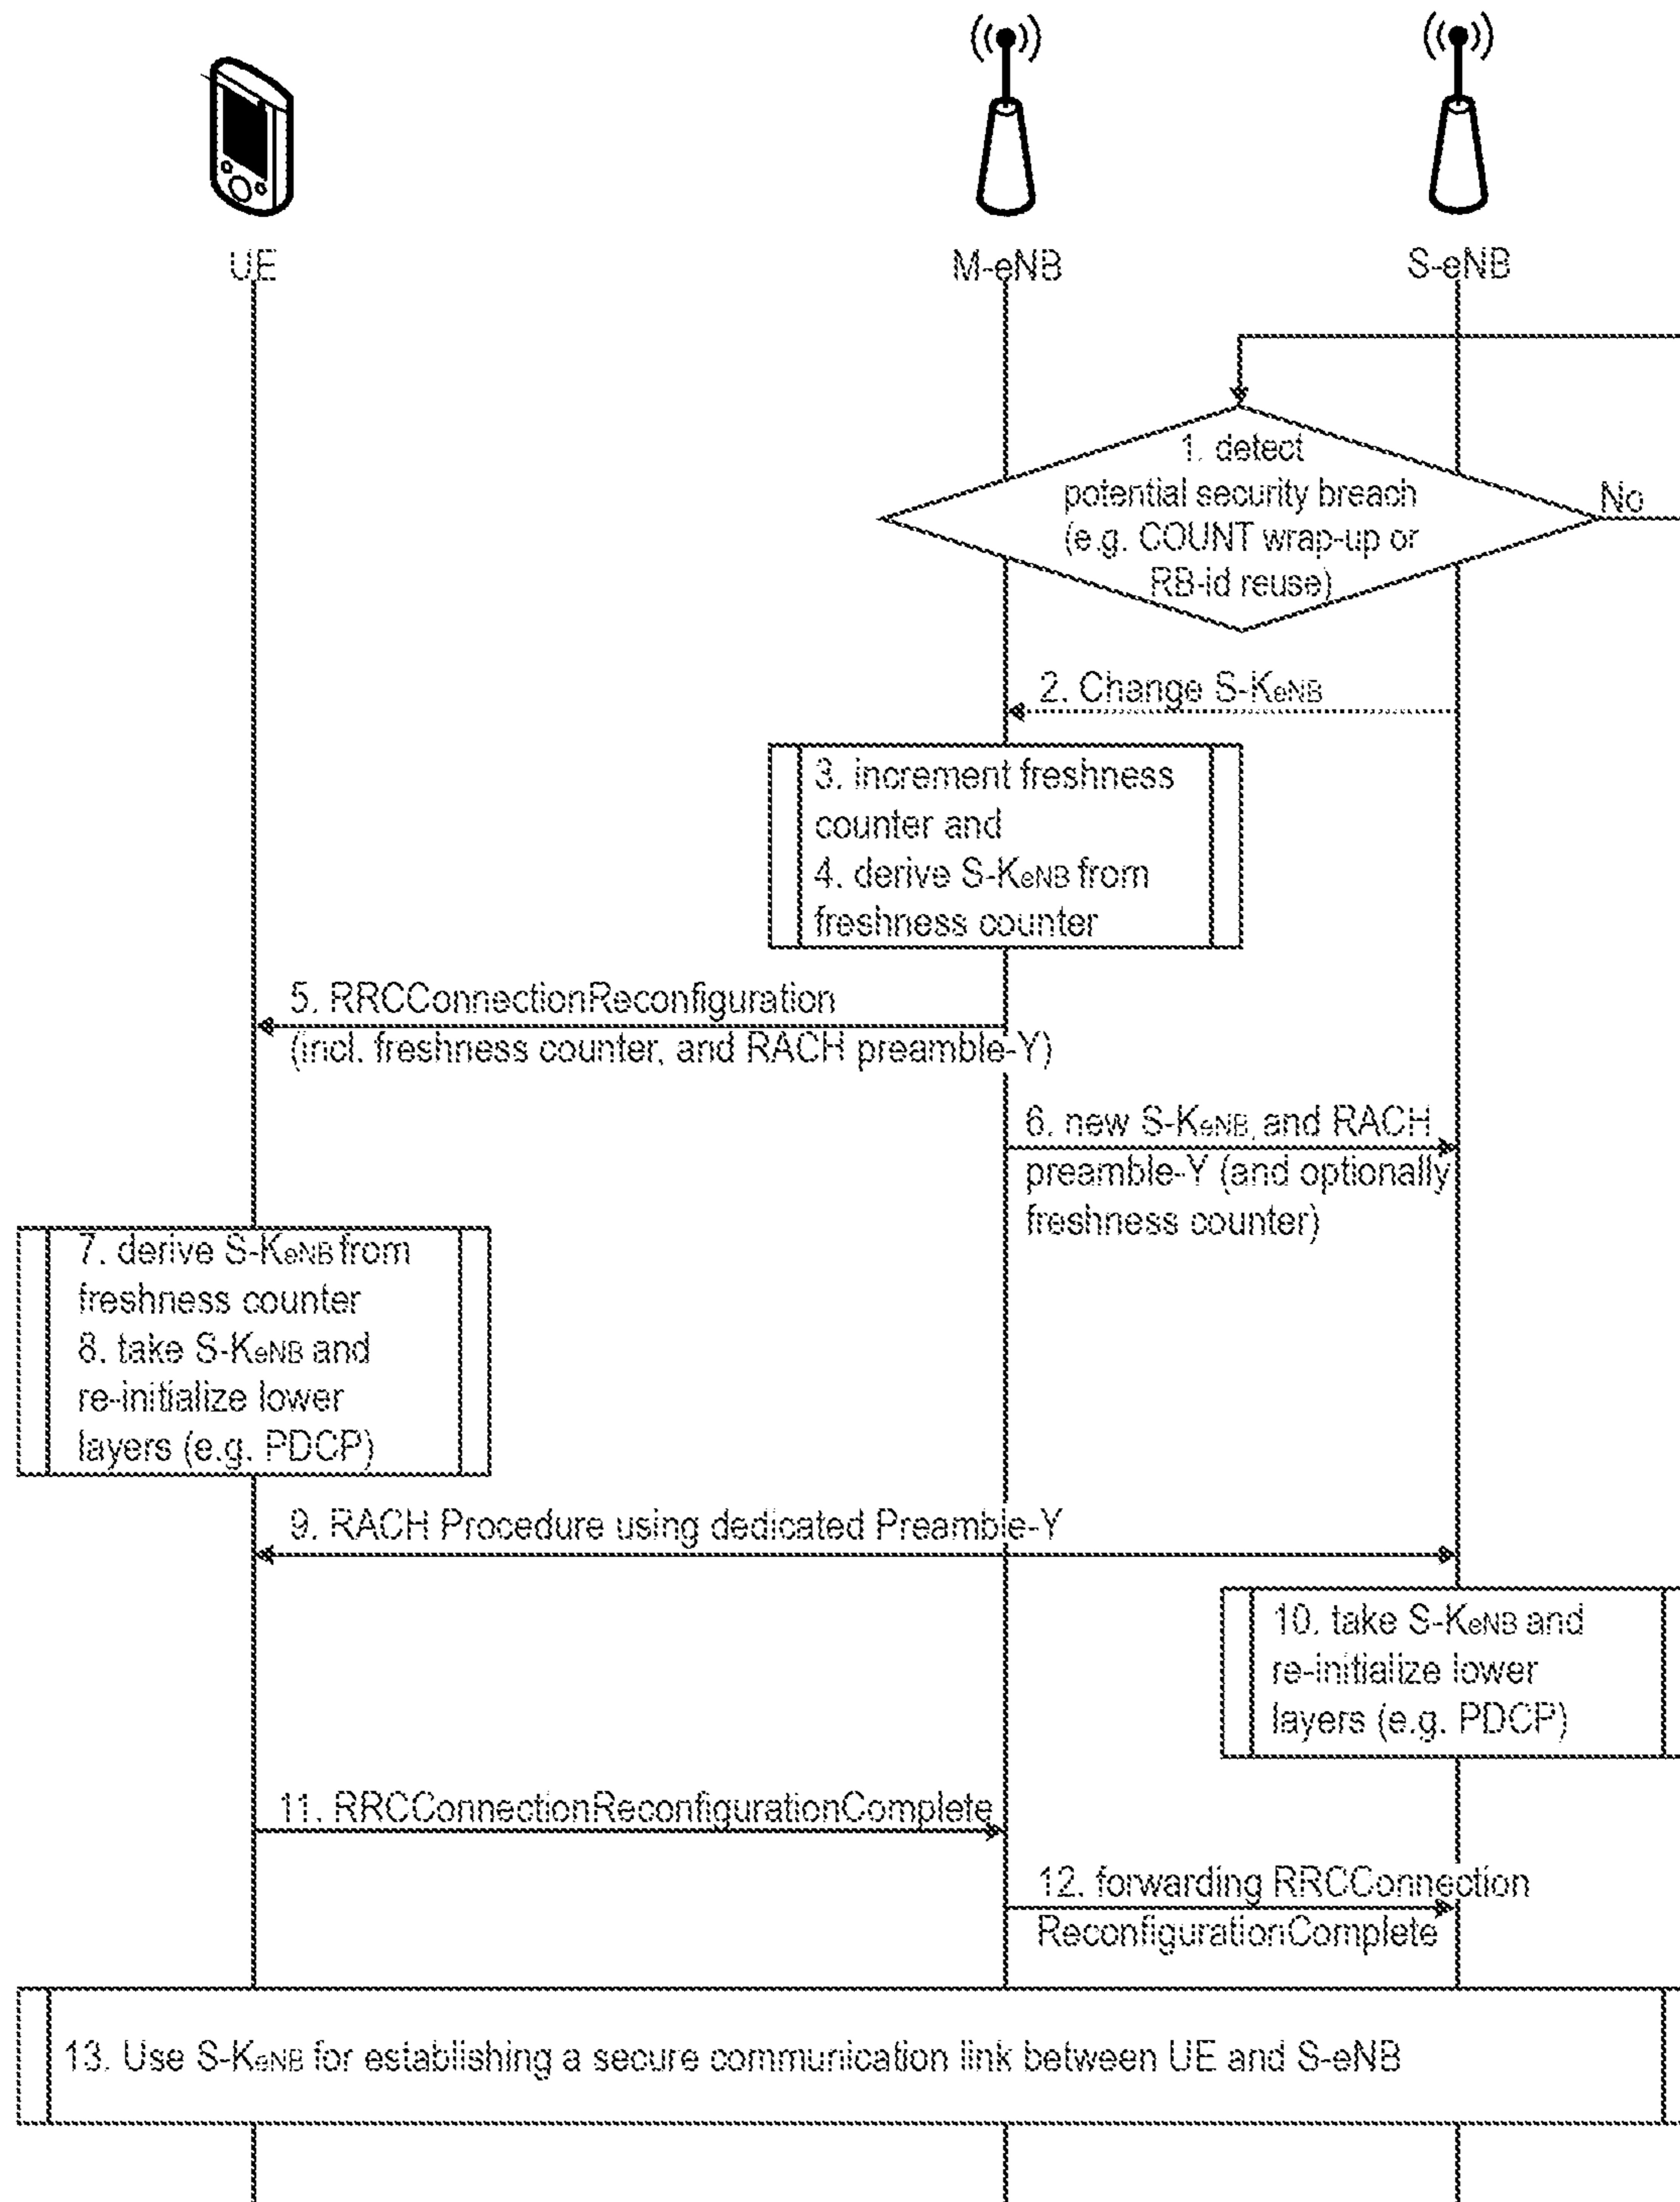 UE
M-eNB
S-eNB
1. detect
potential security breach
(e.g. COUNT wrap-up or
RB-id reuse)
No
2. Change S-KeNB
3. increment freshness
counter and
4. derive S-KeNB from
freshness counter
5. RRCConnectionReconfiguration
(incl. freshness counter, and RACH preamble-Y)
6. new S-KeNB, and RACH
preamble-Y (and optionally
freshness counter)
7. derive S-KeNB from
freshness counter
8. take S-KeNB and
re-initialize lower
layers (e.g. PDCP)
9. RACH Procedure using dedicated Preamble-Y
10. take S-KeNB and
re-initialize lower
layers (e.g. PDCP)
11. RRCConnectionReconfigurationComplete
12. forwarding RRCConnection
ReconfigurationComplete
13. Use S-KeNB for establishing a secure communication link between UE and S-eNB